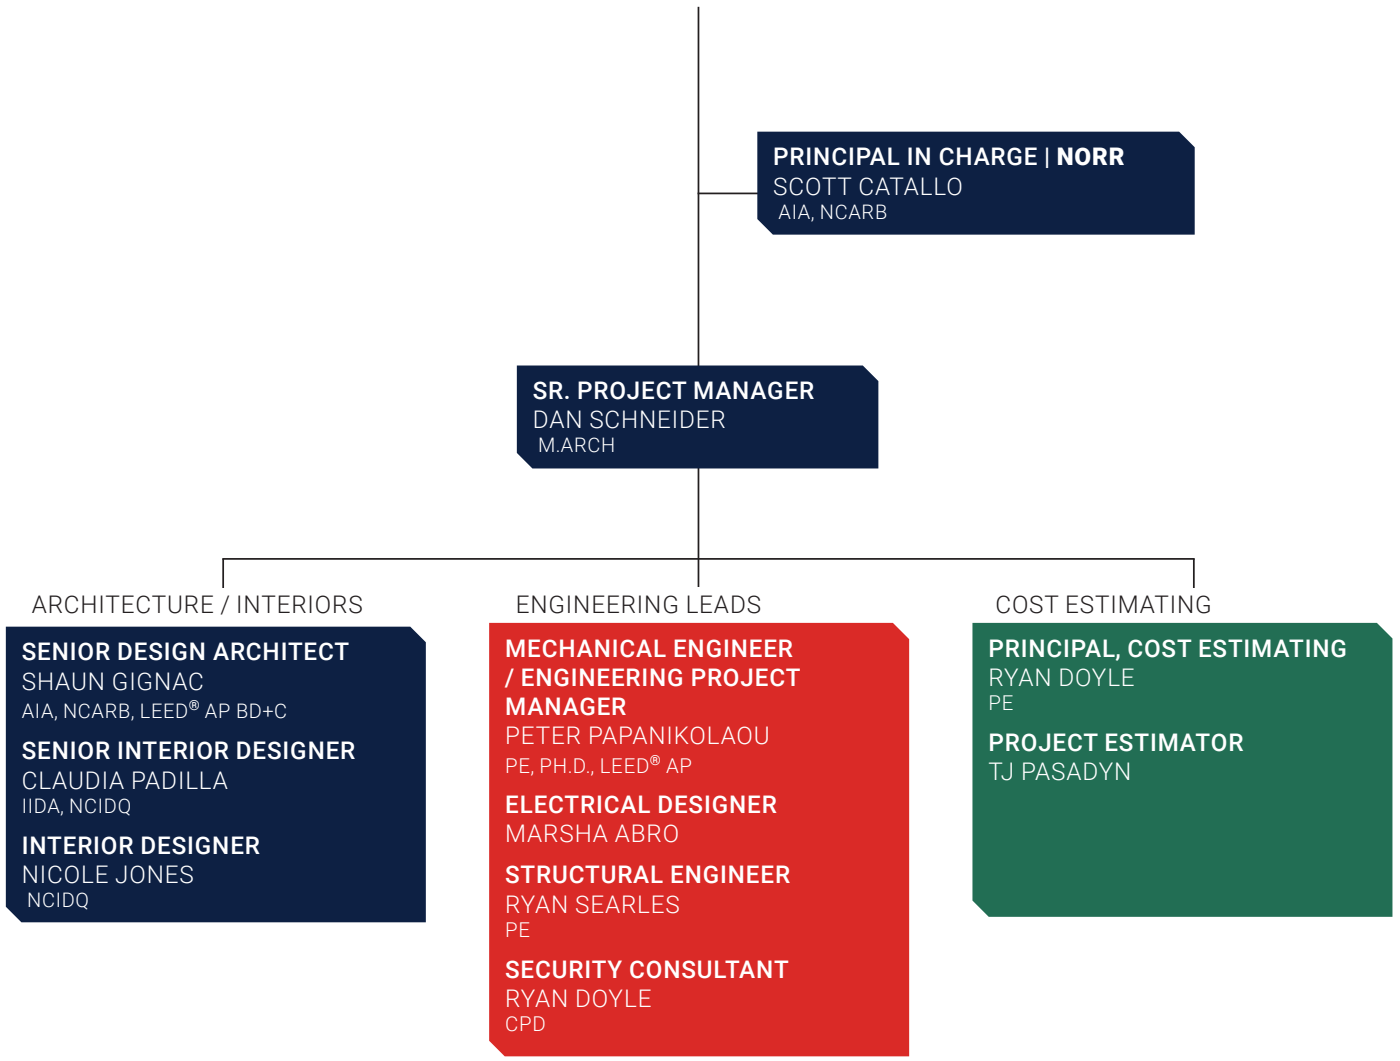 PRINCIPAL IN CHARGE | NORR
SCOTT CATALLO
AIA, NCARB
SR. PROJECT MANAGER
DAN SCHNEIDER
M.ARCH
ARCHITECTURE / INTERIORS
SENIOR DESIGN ARCHITECT
SHAUN GIGNAC
AIA, NCARB, LEED® AP BD+C
SENIOR INTERIOR DESIGNER
CLAUDIA PADILLA
IIDA, NCIDQ
INTERIOR DESIGNER
NICOLE JONES
NCIDQ
ENGINEERING LEADS
MECHANICAL ENGINEER
/ ENGINEERING PROJECT
MANAGER
PETER PAPANIKOLAOU
PE, PH.D., LEED® AP
ELECTRICAL DESIGNER
MARSHA ABRO
STRUCTURAL ENGINEER
RYAN SEARLES
PE
SECURITY CONSULTANT
RYAN DOYLE
CPD
COST ESTIMATING
PRINCIPAL, COST ESTIMATING
RYAN DOYLE
PE
PROJECT ESTIMATOR
TJ PASADYN